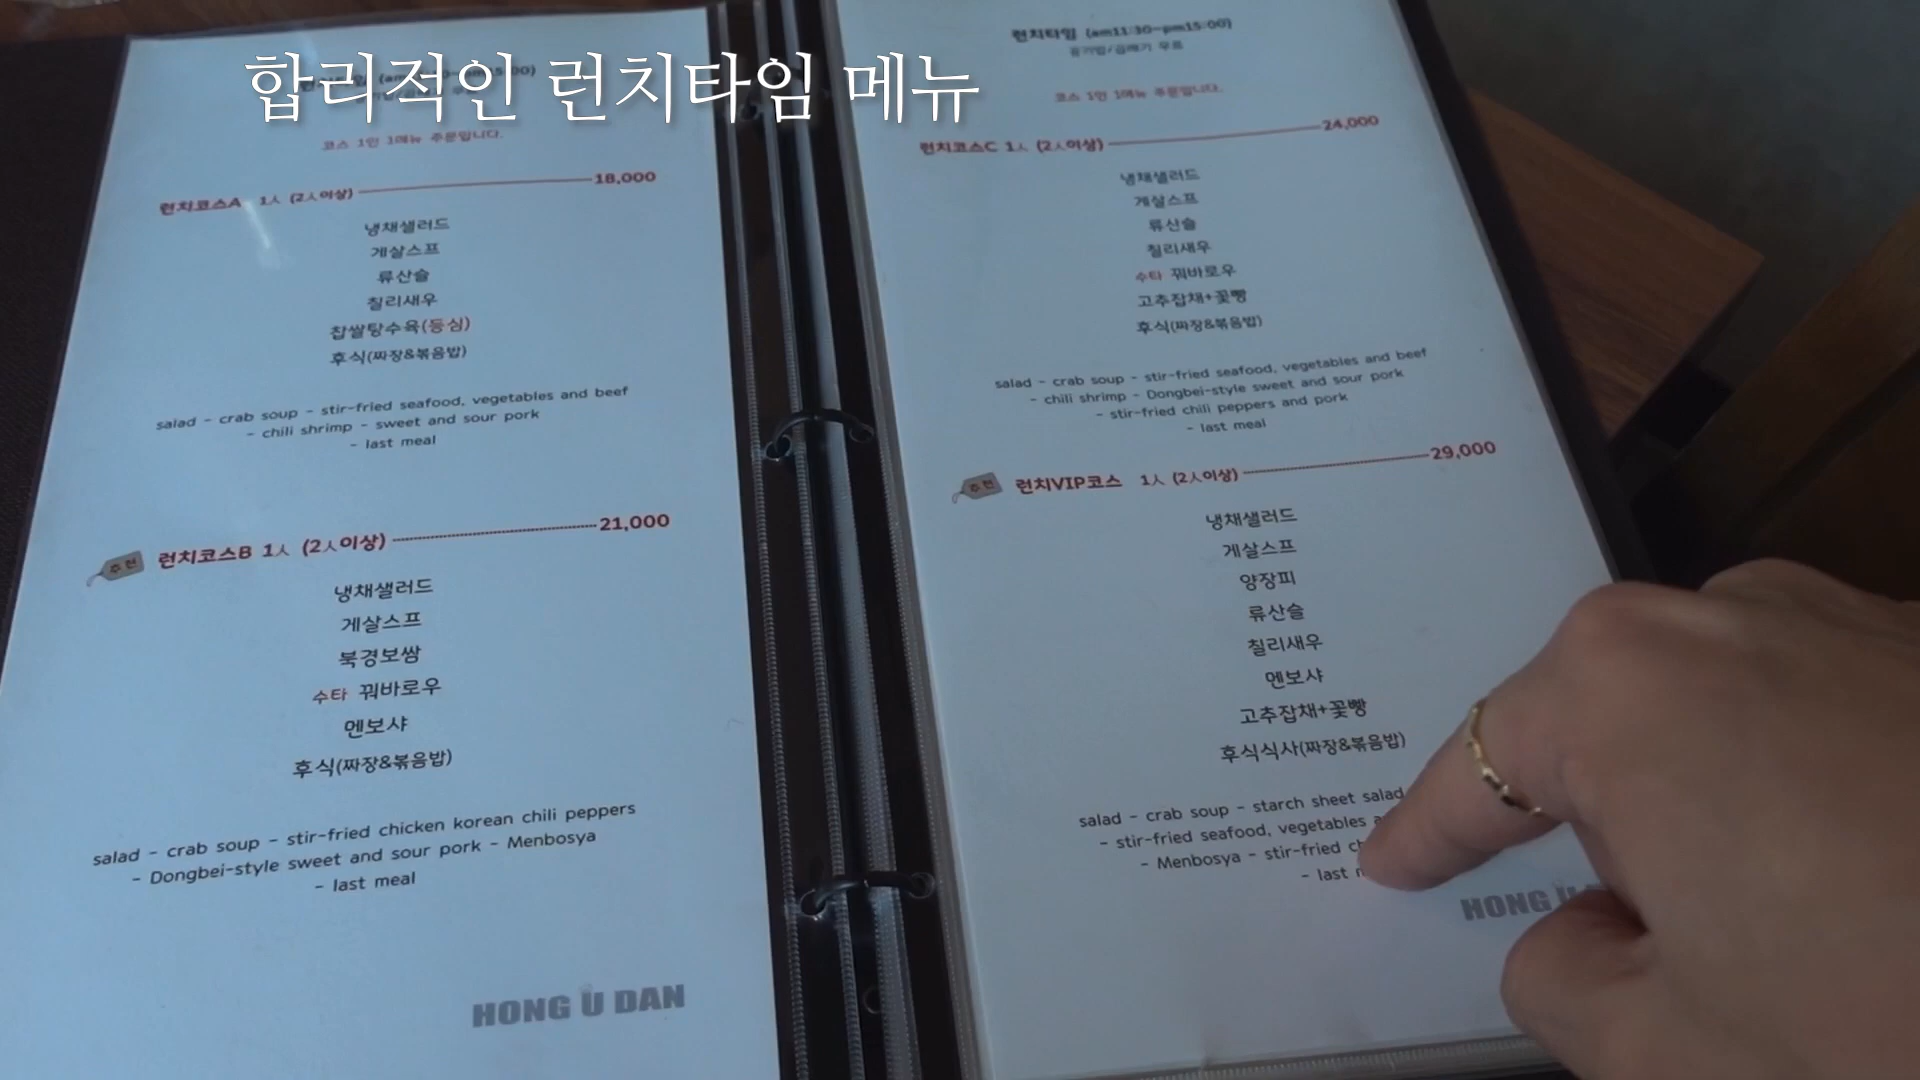 합리적인 런치타임 메뉴
코스 1인 1메뉴 주문입니다.
런치코스A 1人 (2人이상) 18,000
냉채샐러드
게살스프
류산슬
칠리새우
찹쌀탕수육(등심)
후식(짜장&볶음밥)
salad - crab soup - stir-fried seafood, vegetables and beef
- chili shrimp - sweet and sour pork
- last meal
추천 런치코스B 1人 (2人이상) 21,000
냉채샐러드
게살스프
북경보쌈
수타 꿔바로우
멘보샤
후식(짜장&볶음밥)
salad - crab soup - stir-fried chicken korean chili peppers
- Dongbei-style sweet and sour pork - Menbosya
- last meal
HONG U DAN
런치타임 (am11:30~pm15:00)
공기밥/곱빼기 무료
코스 1인 1메뉴 주문입니다.
런치코스C 1人 (2人이상) 24,000
냉채샐러드
게살스프
류산슬
칠리새우
수타 꿔바로우
고추잡채+꽃빵
후식(짜장&볶음밥)
salad - crab soup - stir-fried seafood, vegetables and beef
- chili shrimp - Dongbei-style sweet and sour pork
- stir-fried chili peppers and pork
- last meal
추천 런치VIP코스 1人 (2人이상) 29,000
냉채샐러드
게살스프
양장피
류산슬
칠리새우
멘보샤
고추잡채+꽃빵
후식식사(짜장&볶음밥)
salad - crab soup - starch sheet salad
- stir-fried seafood, vegetables
- Menbosya - stir-fried
- last
HONG U